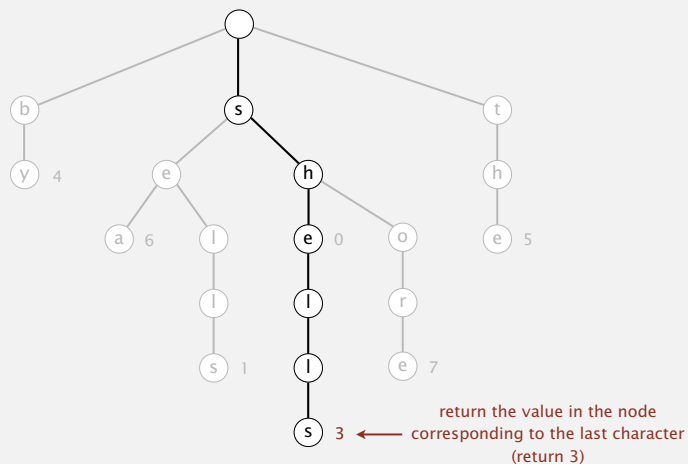 b s t
y 4 e h h
a 6 l e 0 o e 5
l l r
s 1 l e 7
s 3
return the value in the node
corresponding to the last character
(return 3)